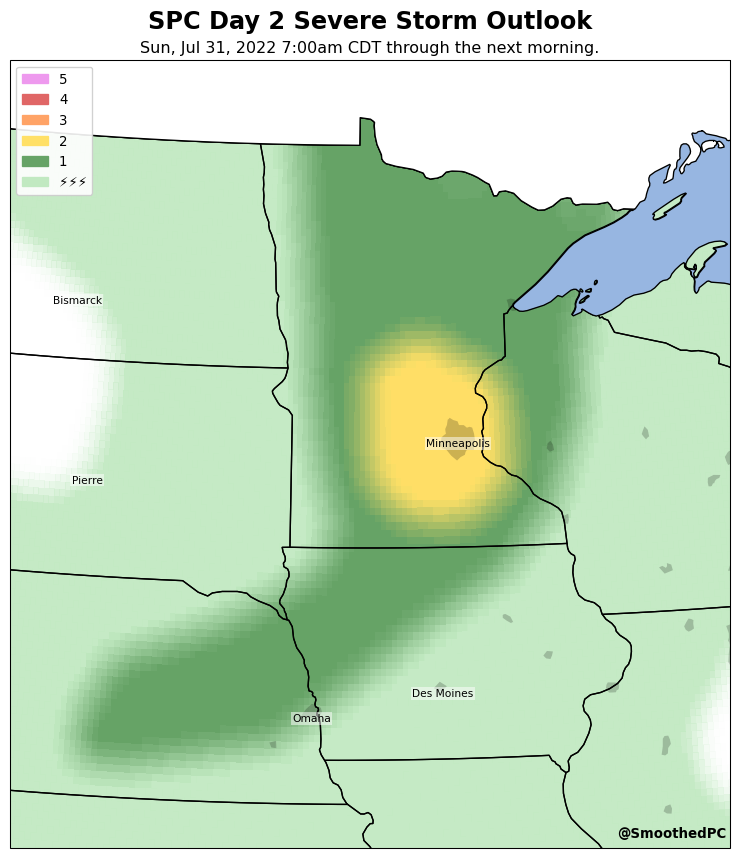 SPC Day 2 Severe Storm Outlook
Sun, Jul 31, 2022 7:00am CDT through the next morning.
5
4
3
2
1
⚡⚡⚡
Bismarck
Minneapolis
Pierre
Des Moines
Omaha
@SmoothedPC